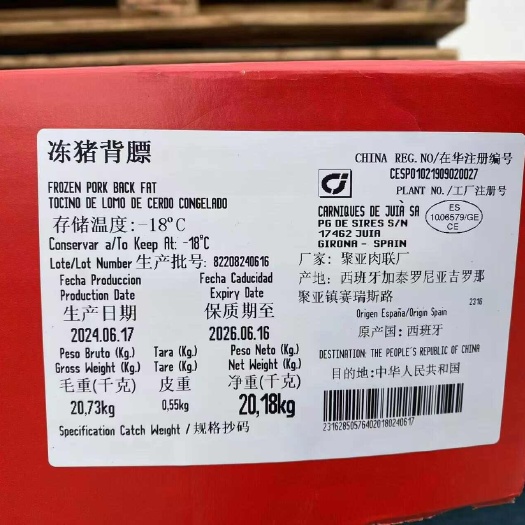 冻猪背膘
FROZEN PORK BACK FAT
TOCINO DE LOMO DE CERDO CONGELADO
存储温度:-18°C
Conservar a/To Keep At: -18°C
Lote/Lot Number 生产批号: 82208240616
Fecha Produccion
Production Date
生产日期
2024.06.17
Fecha Caducidad
Expiry Date
保质期至
2026.06.16
Peso Bruto (Kg.)
Gross Weight (Kg.)
毛重(千克)
20,73kg
Tara (Kg.)
Tare (Kg.)
皮重
0,55kg
Peso Neto (Kg.)
Net Weight (Kg.)
净重(千克)
20,18kg
Specification Catch Weight / 规格抄码
CHINA REG. NO/在华注册编号
CESP01021909020027
PLANT NO./工厂注册号
CARNIQUES DE JUIÀ SA
PG DE SIRES S/N
17462 JUIA
GIRONA - SPAIN
ES
10.06579/GE
CE
厂家: 聚亚肉联厂
产地: 西班牙加泰罗尼亚吉罗那
聚亚镇赛瑞斯路
2316
Origen España/Origin Spain
原产国: 西班牙
DESTINATION: THE PEOPLE'S REPUBLIC OF CHINA
目的地:中华人民共和国
231628505764020180240617